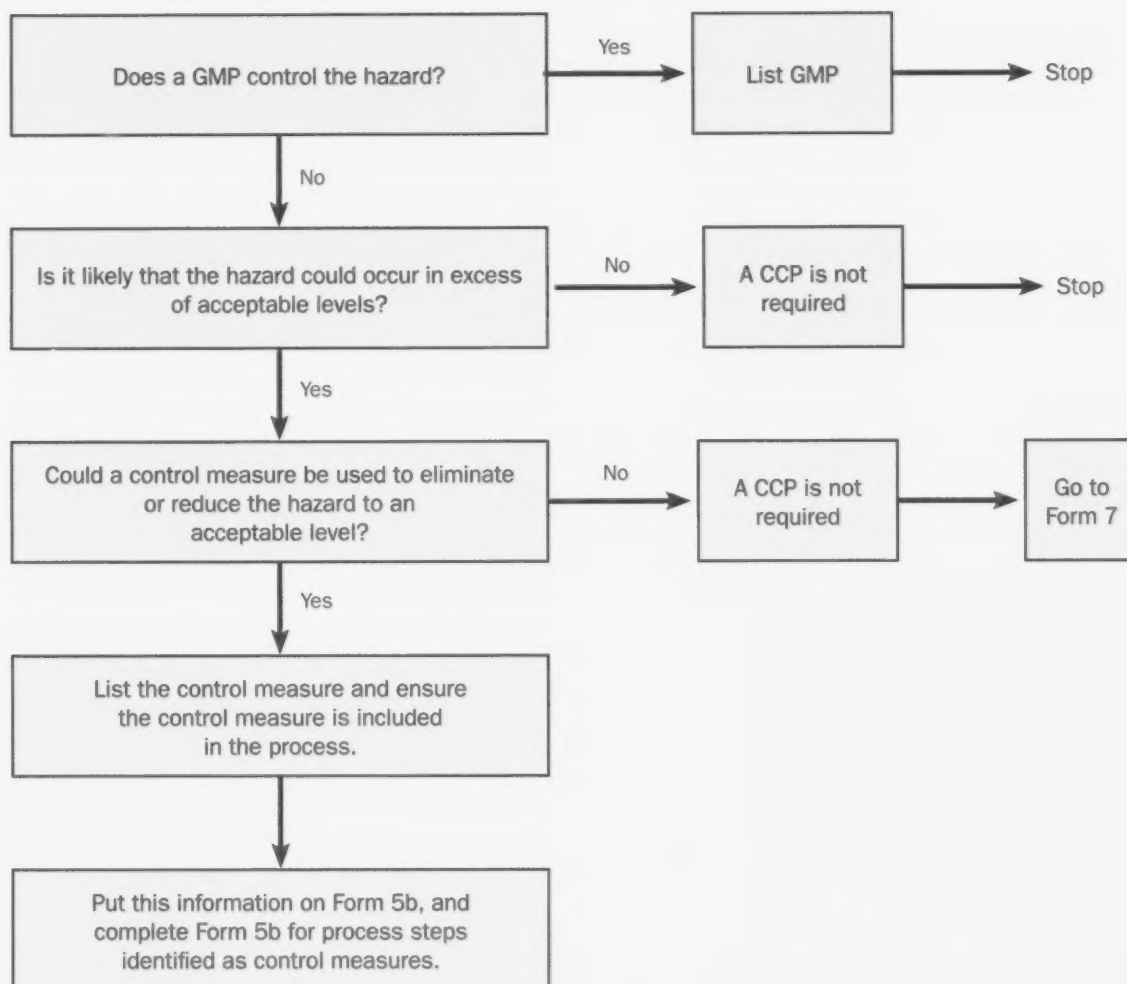 Does a GMP control the hazard?
Yes
List GMP
Stop
No
Is it likely that the hazard could occur in excess
of acceptable levels?
No
A CCP is not
required
Stop
Yes
Could a control measure be used to eliminate
or reduce the hazard to an
acceptable level?
No
A CCP is not
required
Go to
Form 7
Yes
List the control measure and ensure
the control measure is included
in the process.
Put this information on Form 5b, and
complete Form 5b for process steps
identified as control measures.